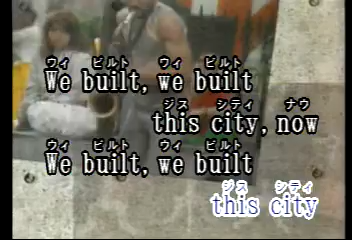 ウィ ビルト ウィ ビルト
We built, we built
ジス シティ ナウ
this city, now
ウィ ビルト ウィ ビルト
We built, we built
ジス シティ
this city